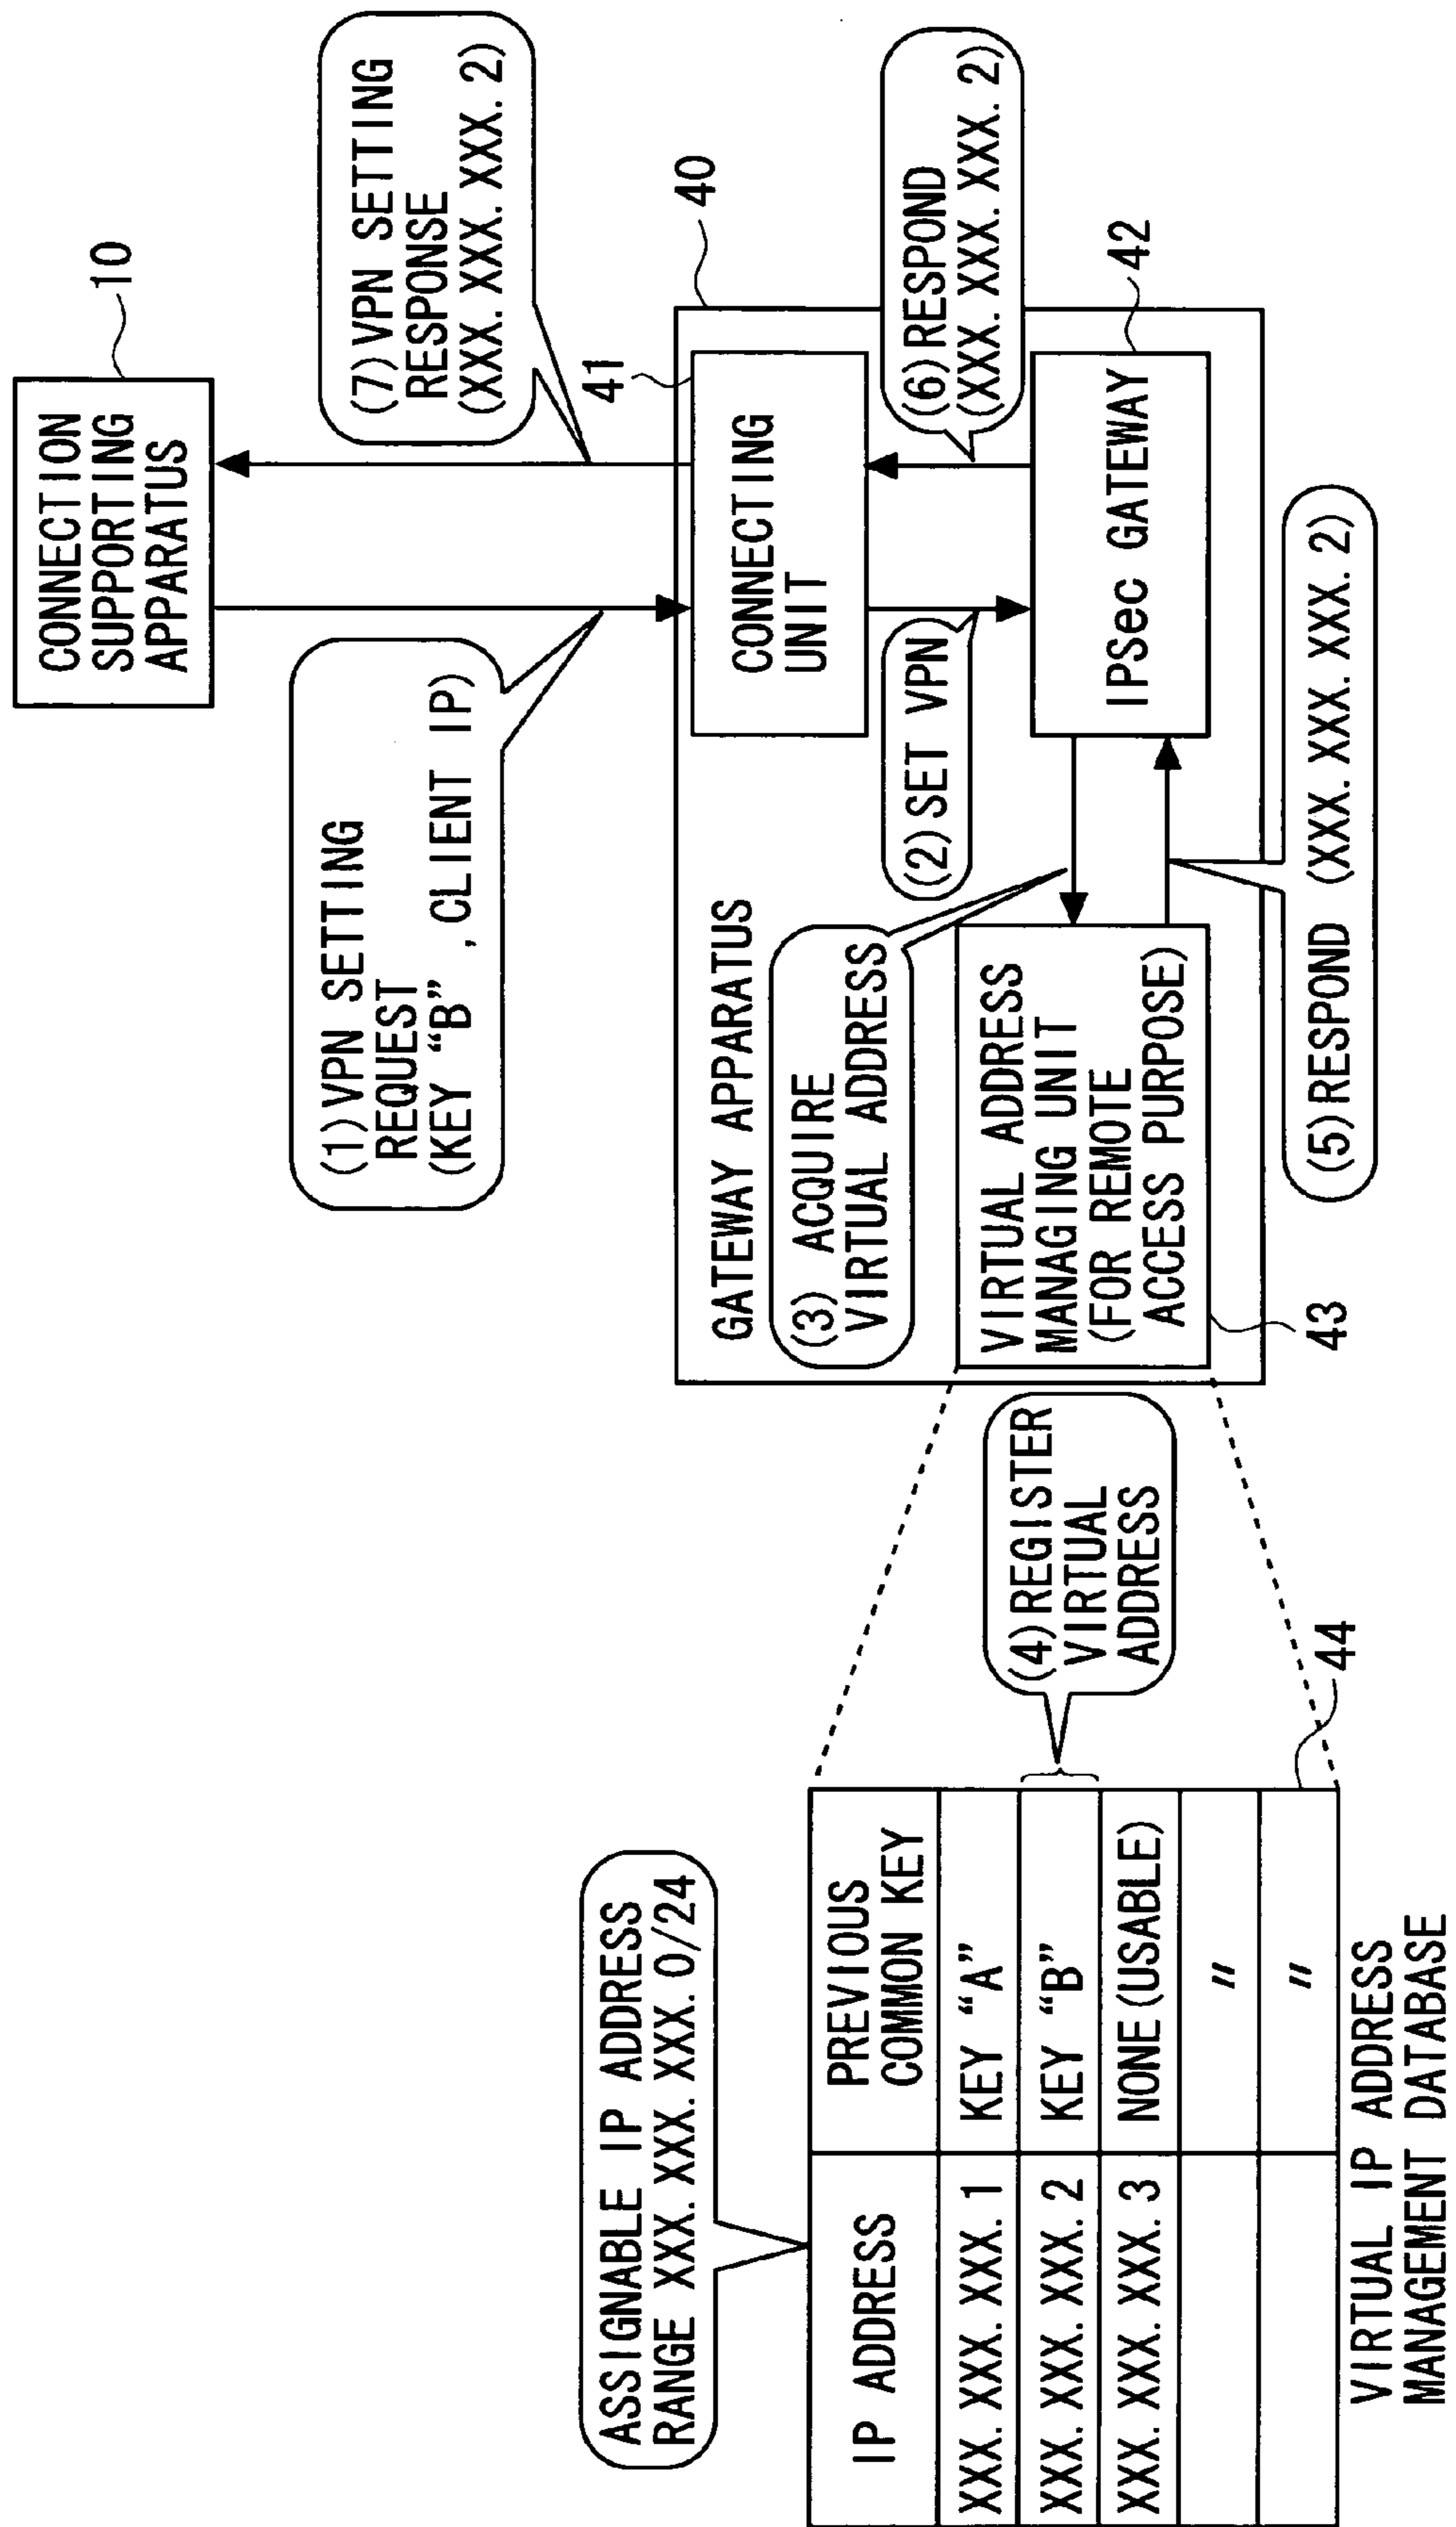 CONNECTION
SUPPORTING
APPARATUS
10
(1) VPN SETTING
REQUEST
(KEY “B”, CLIENT IP)
(7) VPN SETTING
RESPONSE
(XXX. XXX. XXX. 2)
40
GATEWAY APPARATUS
41
CONNECTING
UNIT
(2) SET VPN
(6) RESPOND
(XXX. XXX. XXX. 2)
(3) ACQUIRE
VIRTUAL ADDRESS
IPSec GATEWAY
42
VIRTUAL ADDRESS
MANAGING UNIT
(FOR REMOTE
ACCESS PURPOSE)
43
(5) RESPOND (XXX. XXX. XXX. 2)
(4) REGISTER
VIRTUAL
ADDRESS
44
ASSIGNABLE IP ADDRESS
RANGE XXX. XXX. XXX. 0/24
IP ADDRESS
PREVIOUS
COMMON KEY
XXX. XXX. XXX. 1
KEY “A”
XXX. XXX. XXX. 2
KEY “B”
XXX. XXX. XXX. 3
NONE (USABLE)
〃
〃
VIRTUAL IP ADDRESS
MANAGEMENT DATABASE